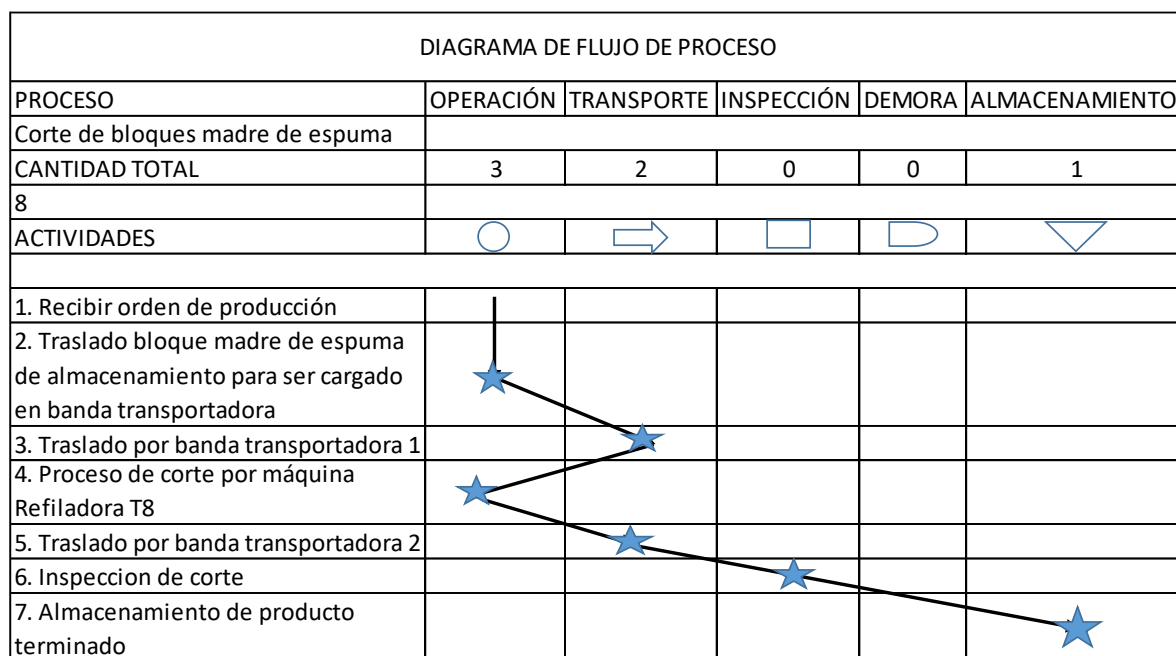 DIAGRAMA DE FLUJO DE PROCESO
PROCESO OPERACIÓN TRANSPORTE INSPECCIÓN DEMORA ALMACENAMIENTO
Corte de bloques madre de espuma
CANTIDAD TOTAL 3 2 0 0 1
8
ACTIVIDADES
1. Recibir orden de producción
2. Traslado bloque madre de espuma
de almacenamiento para ser cargado
en banda transportadora
3. Traslado por banda transportadora 1
4. Proceso de corte por máquina
Refiladora T8
5. Traslado por banda transportadora 2
6. Inspeccion de corte
7. Almacenamiento de producto
terminado